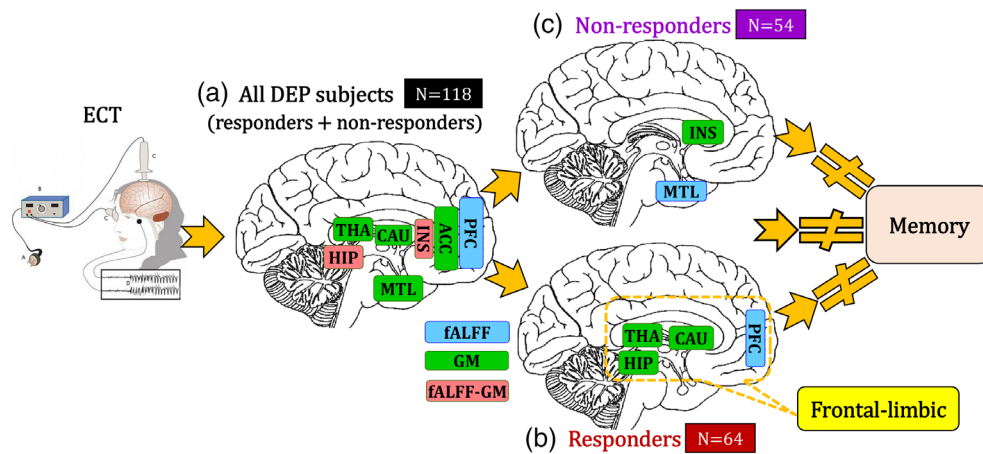 (c) Non-responders N=54
(a) All DEP subjects N=118
(responders + non-responders)
ECT
C
B
A
D
INS
MTL
THA
CAU
INS
ACC
PFC
HIP
MTL
Memory
fALFF
GM
fALFF-GM
THA
CAU
HIP
PFC
Frontal-limbic
(b) Responders N=64